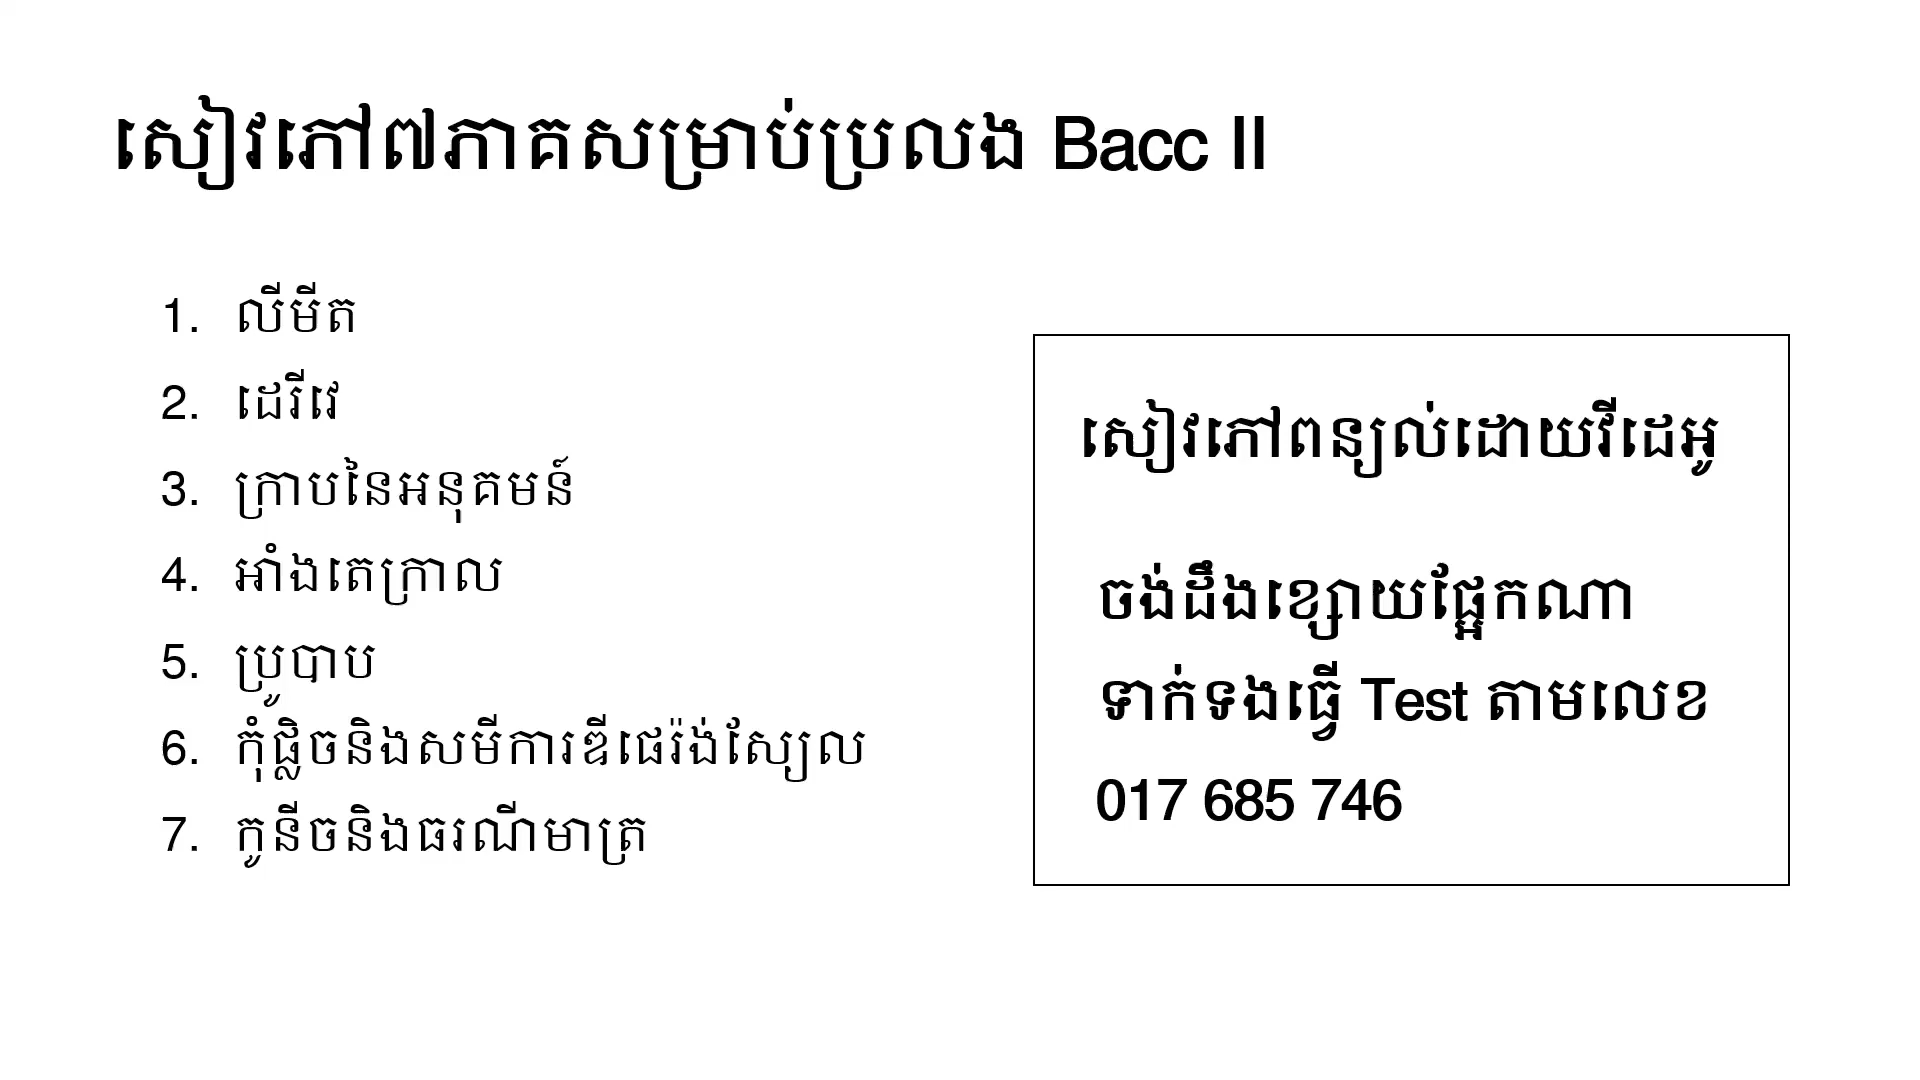 សៀវភៅ៧ភាគសម្រាប់ប្រលង Bacc II
1. លីមីត
2. ដេរីវេ
3. ក្រាបនៃអនុគមន៍
4. អាំងតេក្រាល
5. ប្រូបាប
6. កុំផ្លិចនិងសមីការឌីផេរ៉ង់ស្យែល
7. កូនីចនិងធរណីមាត្រ
សៀវភៅពន្យល់ដោយវីដេអូ
ចង់ដឹងខ្សោយផ្អែកណា
ទាក់ទងធ្វើ Test តាមលេខ
017 685 746